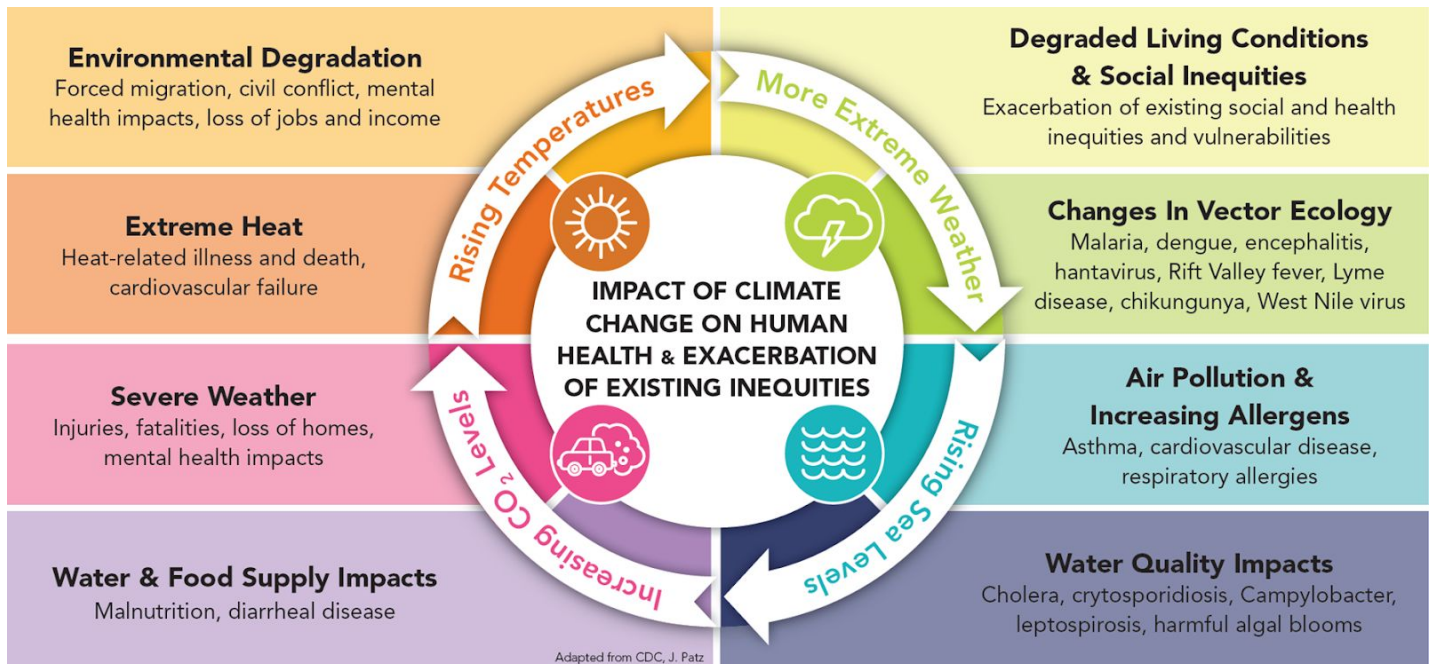 Environmental Degradation
Forced migration, civil conflict, mental
health impacts, loss of jobs and income
Extreme Heat
Heat-related illness and death,
cardiovascular failure
Severe Weather
Injuries, fatalities, loss of homes,
mental health impacts
Water & Food Supply Impacts
Malnutrition, diarrheal disease
Rising Temperatures
More Extreme Weather
IMPACT OF CLIMATE
CHANGE ON HUMAN
HEALTH & EXACERBATION
OF EXISTING INEQUITIES
Increasing CO₂ Levels
Rising Sea Levels
Degraded Living Conditions
& Social Inequities
Exacerbation of existing social and health
inequities and vulnerabilities
Changes In Vector Ecology
Malaria, dengue, encephalitis,
hantavirus, Rift Valley fever, Lyme
disease, chikungunya, West Nile virus
Air Pollution &
Increasing Allergens
Asthma, cardiovascular disease,
respiratory allergies
Water Quality Impacts
Cholera, crytosporidiosis, Campylobacter,
leptospirosis, harmful algal blooms
Adapted from CDC, J. Patz